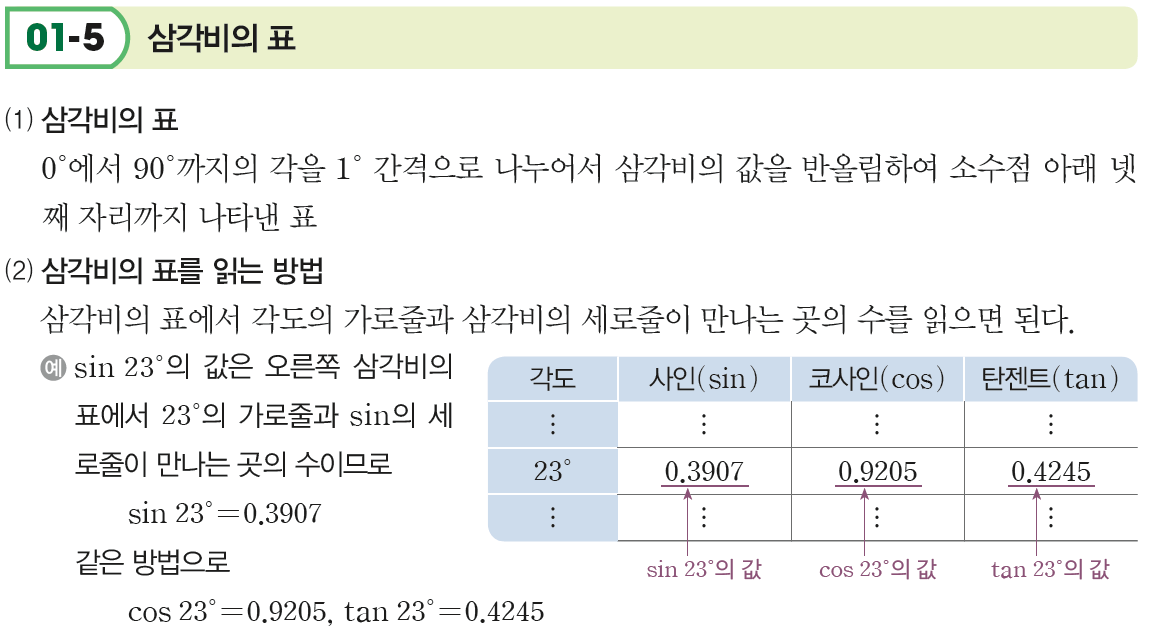 01-5 삼각비의 표
(1) 삼각비의 표
0°에서 90°까지의 각을 1° 간격으로 나누어서 삼각비의 값을 반올림하여 소수점 아래 넷
째 자리까지 나타낸 표
(2) 삼각비의 표를 읽는 방법
삼각비의 표에서 각도의 가로줄과 삼각비의 세로줄이 만나는 곳의 수를 읽으면 된다.
예 sin 23°의 값은 오른쪽 삼각비의
표에서 23°의 가로줄과 sin의 세
로줄이 만나는 곳의 수이므로
sin 23°=0.3907
같은 방법으로
cos 23°=0.9205, tan 23°=0.4245
각도 사인(sin) 코사인(cos) 탄젠트(tan)
⋮ ⋮ ⋮ ⋮
23° 0.3907 0.9205 0.4245
⋮ ⋮ ⋮ ⋮
sin 23°의 값 cos 23°의 값 tan 23°의 값